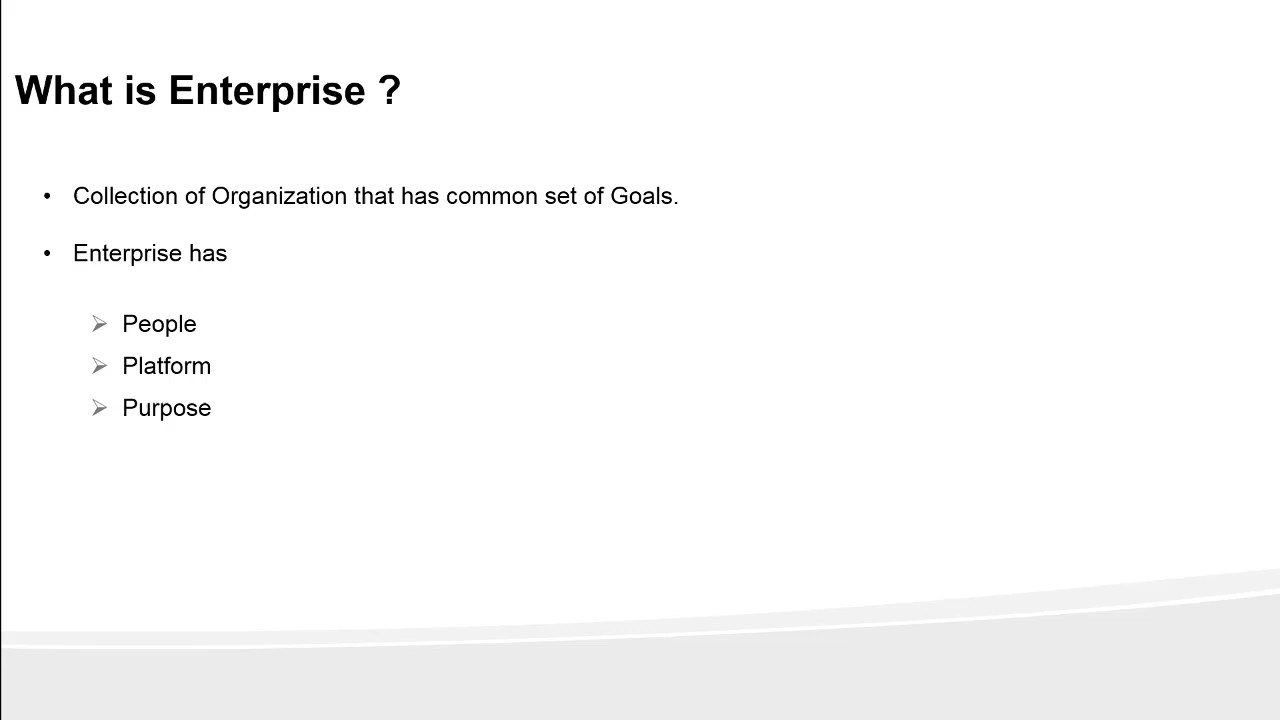 What is Enterprise ?
• Collection of Organization that has common set of Goals.
• Enterprise has
➢ People
➢ Platform
➢ Purpose